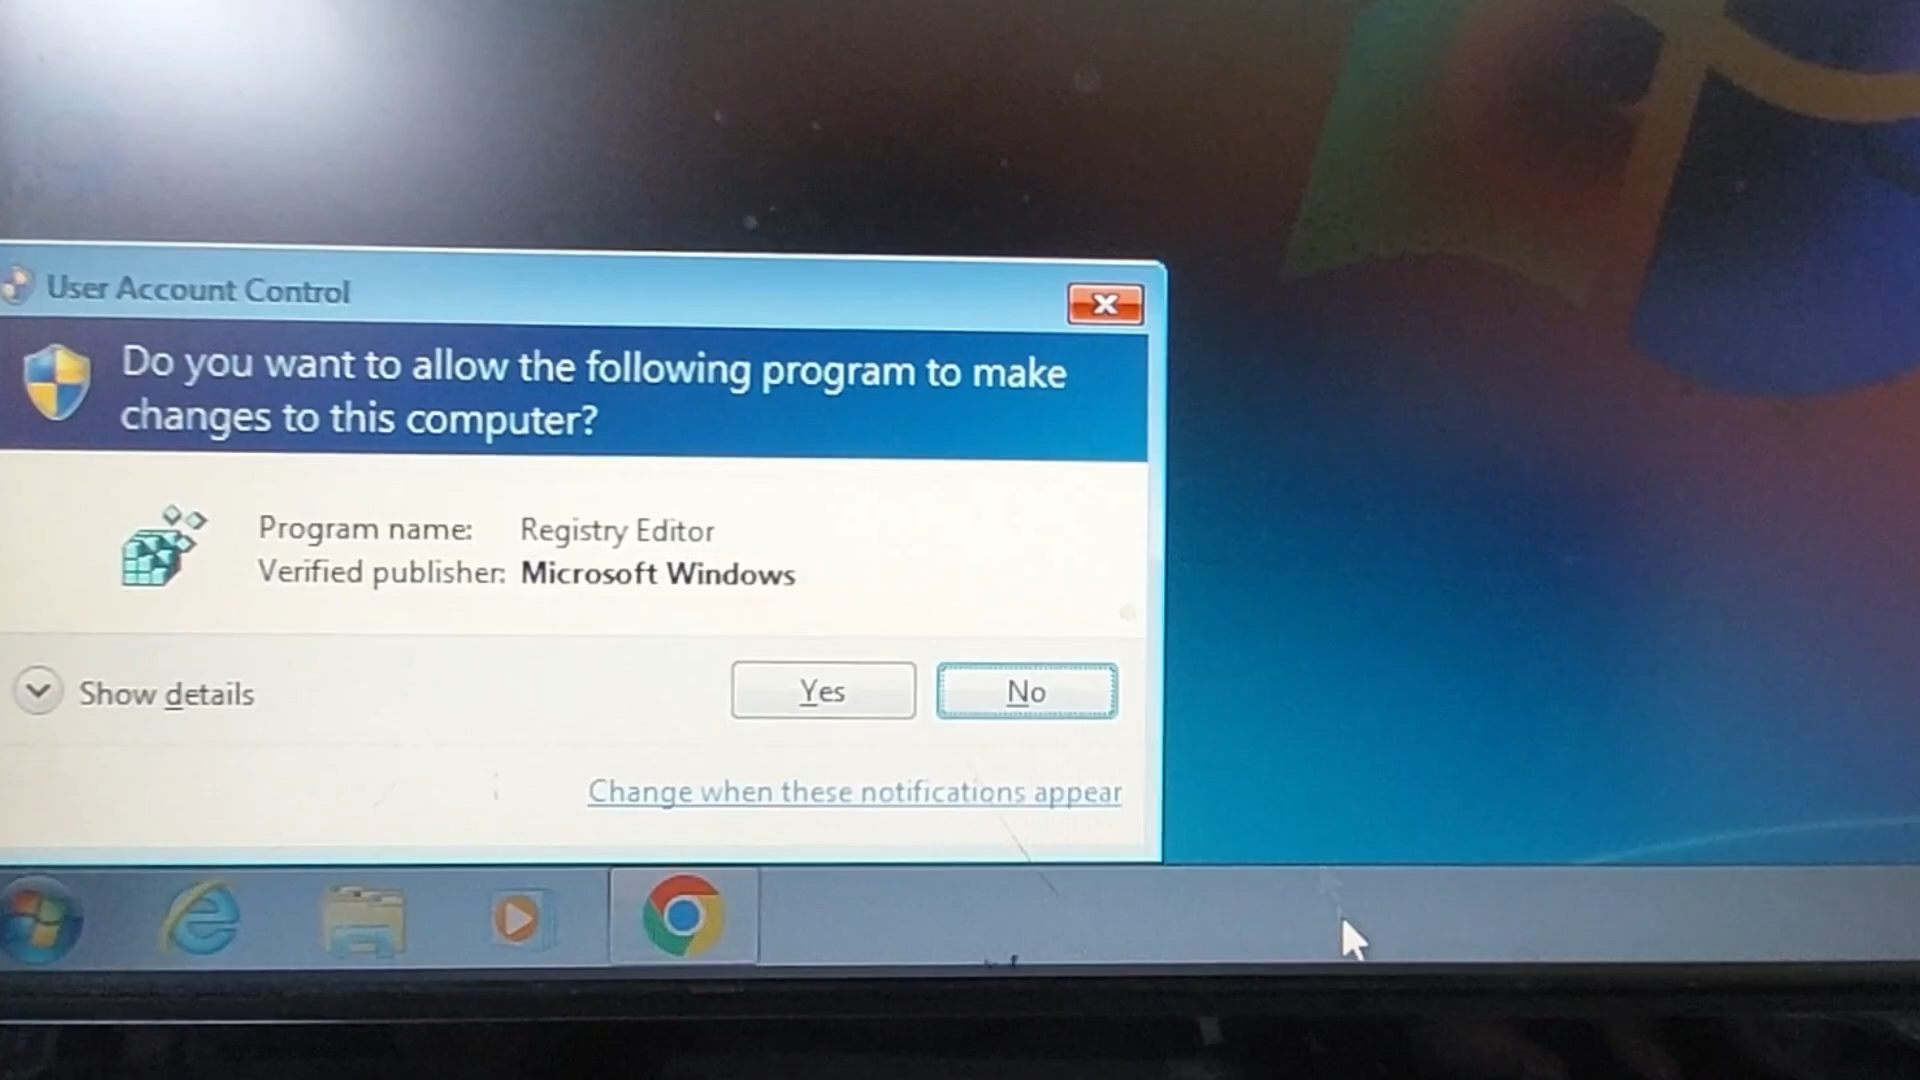 User Account Control
Do you want to allow the following program to make
changes to this computer?
Program name: Registry Editor
Verified publisher: Microsoft Windows
Show details
Yes
No
Change when these notifications appear